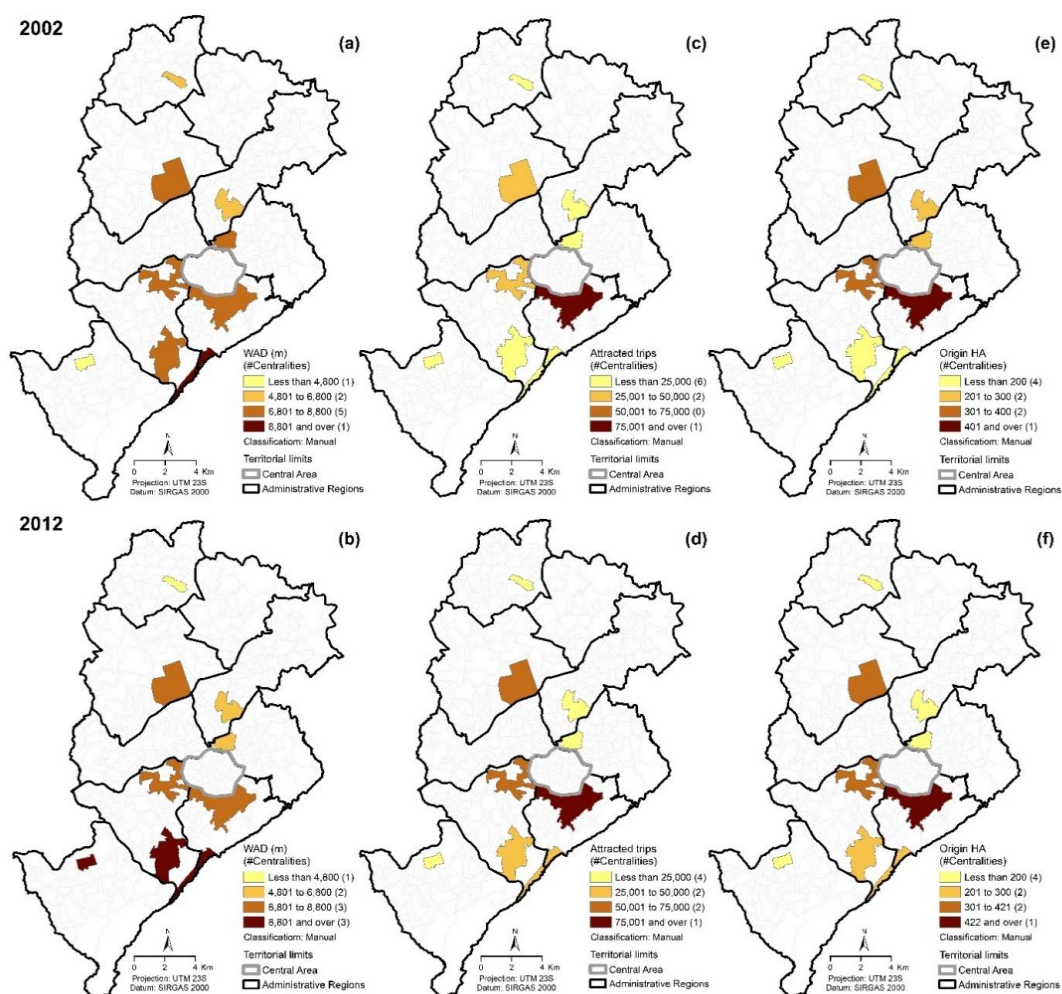 2002
(a)
WAD (m)
(#Centralities)
Less than 4,800 (1)
4,801 to 6,800 (2)
6,801 to 8,800 (5)
8,801 and over (1)
Classification: Manual
Territorial limits
Central Area
Administrative Regions
N
0 2 4 Km
Projection: UTM 23S
Datum: SIRGAS 2000
(c)
Attracted trips
(#Centralities)
Less than 25,000 (6)
25,001 to 50,000 (2)
50,001 to 75,000 (0)
75,001 and over (1)
Classification: Manual
Territorial limits
Central Area
Administrative Regions
N
0 2 4 Km
Projection: UTM 23S
Datum: SIRGAS 2000
(e)
Origin HA
(#Centralities)
Less than 200 (4)
201 to 300 (2)
301 to 400 (2)
401 and over (1)
Classification: Manual
Territorial limits
Central Area
Administrative Regions
N
0 2 4 Km
Projection: UTM 23S
Datum: SIRGAS 2000
2012
(b)
WAD (m)
(#Centralities)
Less than 4,800 (1)
4,801 to 6,800 (2)
6,801 to 8,800 (3)
8,801 and over (3)
Classification: Manual
Territorial limits
Central Area
Administrative Regions
N
0 2 4 Km
Projection: UTM 23S
Datum: SIRGAS 2000
(d)
Attracted trips
(#Centralities)
Less than 25,000 (4)
25,001 to 50,000 (2)
50,001 to 75,000 (2)
75,001 and over (1)
Classification: Manual
Territorial limits
Central Area
Administrative Regions
N
0 2 4 Km
Projection: UTM 23S
Datum: SIRGAS 2000
(f)
Origin HA
(#Centralities)
Less than 200 (4)
201 to 300 (2)
301 to 421 (2)
422 and over (1)
Classification: Manual
Territorial limits
Central Area
Administrative Regions
N
0 2 4 Km
Projection: UTM 23S
Datum: SIRGAS 2000